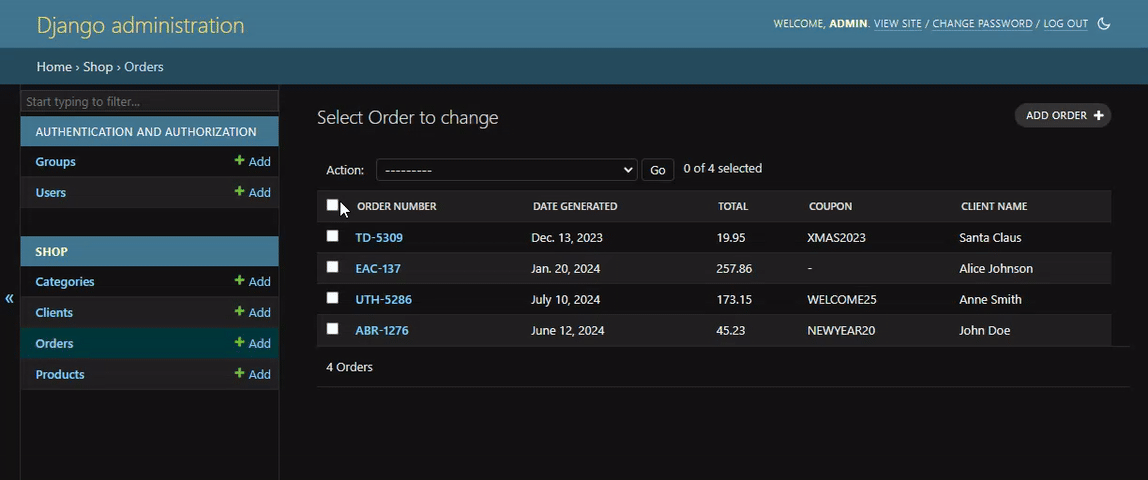 Django administration
WELCOME, ADMIN. VIEW SITE / CHANGE PASSWORD / LOG OUT
Home › Shop › Orders
Start typing to filter...
AUTHENTICATION AND AUTHORIZATION
Groups + Add
Users + Add
SHOP
Categories + Add
Clients + Add
Orders + Add
Products + Add
«
Select Order to change
ADD ORDER +
Action: --------- Go 0 of 4 selected
ORDER NUMBER DATE GENERATED TOTAL COUPON CLIENT NAME
TD-5309 Dec. 13, 2023 19.95 XMAS2023 Santa Claus
EAC-137 Jan. 20, 2024 257.86 - Alice Johnson
UTH-5286 July 10, 2024 173.15 WELCOME25 Anne Smith
ABR-1276 June 12, 2024 45.23 NEWYEAR20 John Doe
4 Orders